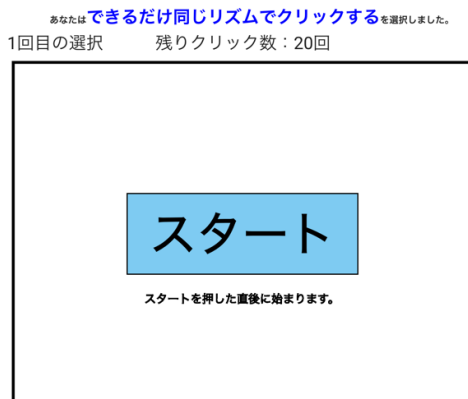 あなたはできるだけ同じリズムでクリックするを選択しました。
1回目の選択　　　残りクリック数：20回
スタート
スタートを押した直後に始まります。